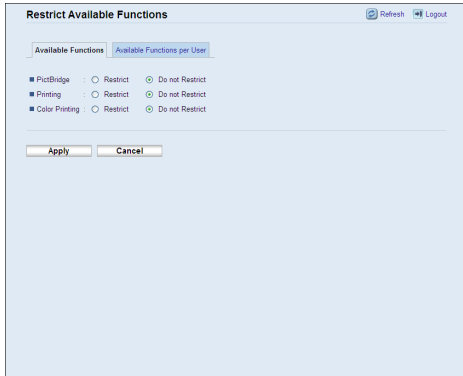 Restrict Available Functions Refresh Logout
Available Functions Available Functions per User
PictBridge : Restrict Do not Restrict
Printing : Restrict Do not Restrict
Color Printing : Restrict Do not Restrict
Apply Cancel